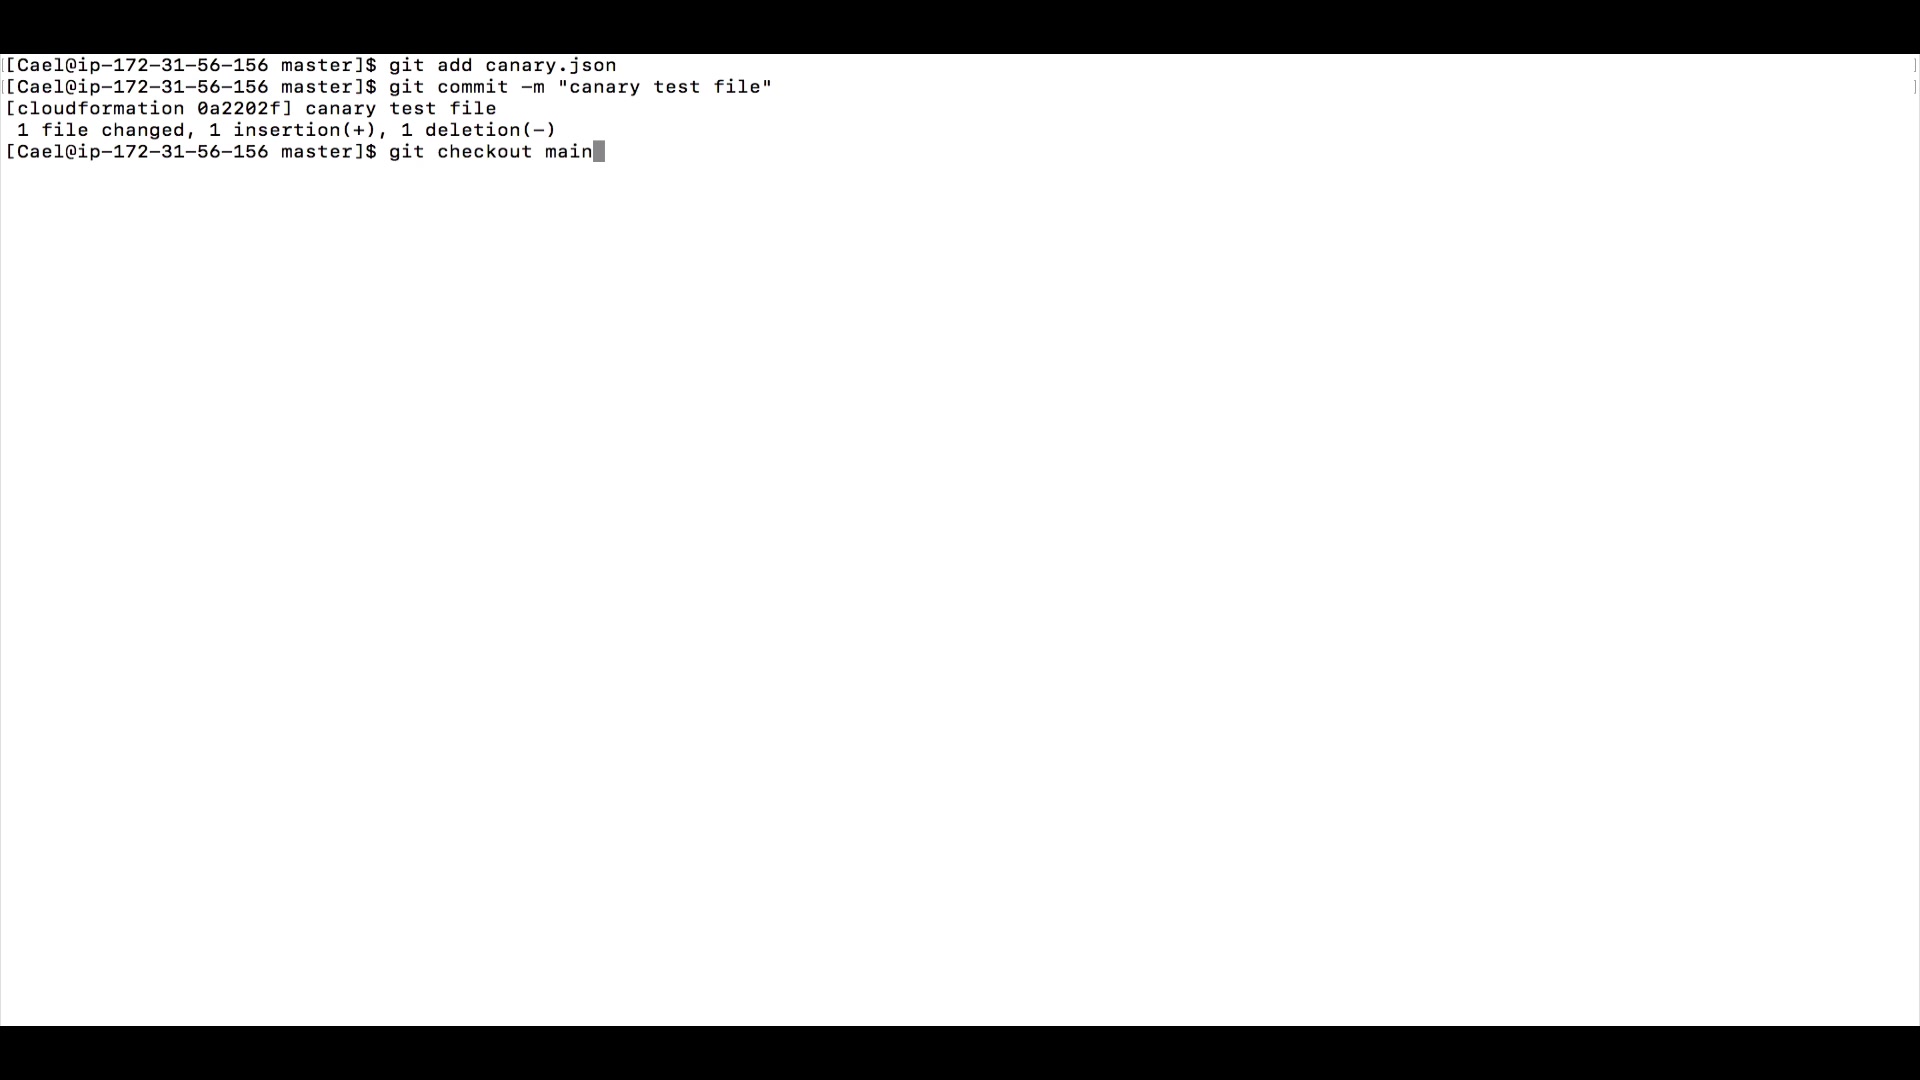 [Cael@ip-172-31-56-156 master]$ git add canary.json
[Cael@ip-172-31-56-156 master]$ git commit -m "canary test file"
[cloudformation 0a2202f] canary test file
 1 file changed, 1 insertion(+), 1 deletion(-)
[Cael@ip-172-31-56-156 master]$ git checkout main